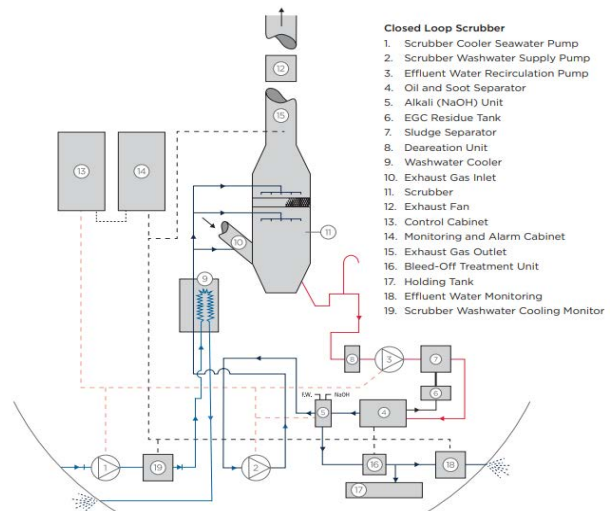 Closed Loop Scrubber
1. Scrubber Cooler Seawater Pump
2. Scrubber Washwater Supply Pump
3. Effluent Water Recirculation Pump
4. Oil and Soot Separator
5. Alkali (NaOH) Unit
6. EGC Residue Tank
7. Sludge Separator
8. Deareation Unit
9. Washwater Cooler
10. Exhaust Gas Inlet
11. Scrubber
12. Exhaust Fan
13. Control Cabinet
14. Monitoring and Alarm Cabinet
15. Exhaust Gas Outlet
16. Bleed-Off Treatment Unit
17. Holding Tank
18. Effluent Water Monitoring
19. Scrubber Washwater Cooling Monitor
12
15
13
14
10
11
9
8
3
7
6
F.W.
NaOH
5
4
1
19
2
16
18
17